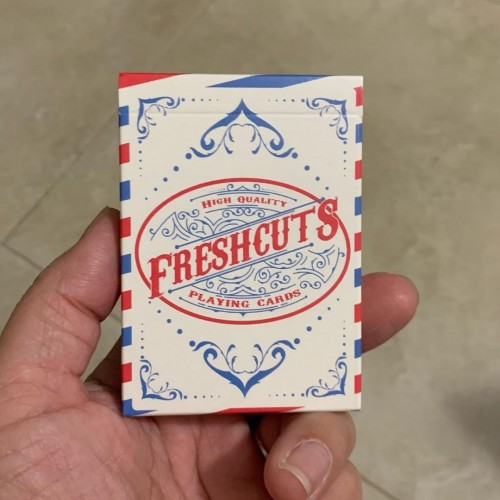 HIGH QUALITY
FRESHCUTS
PLAYING CARDS